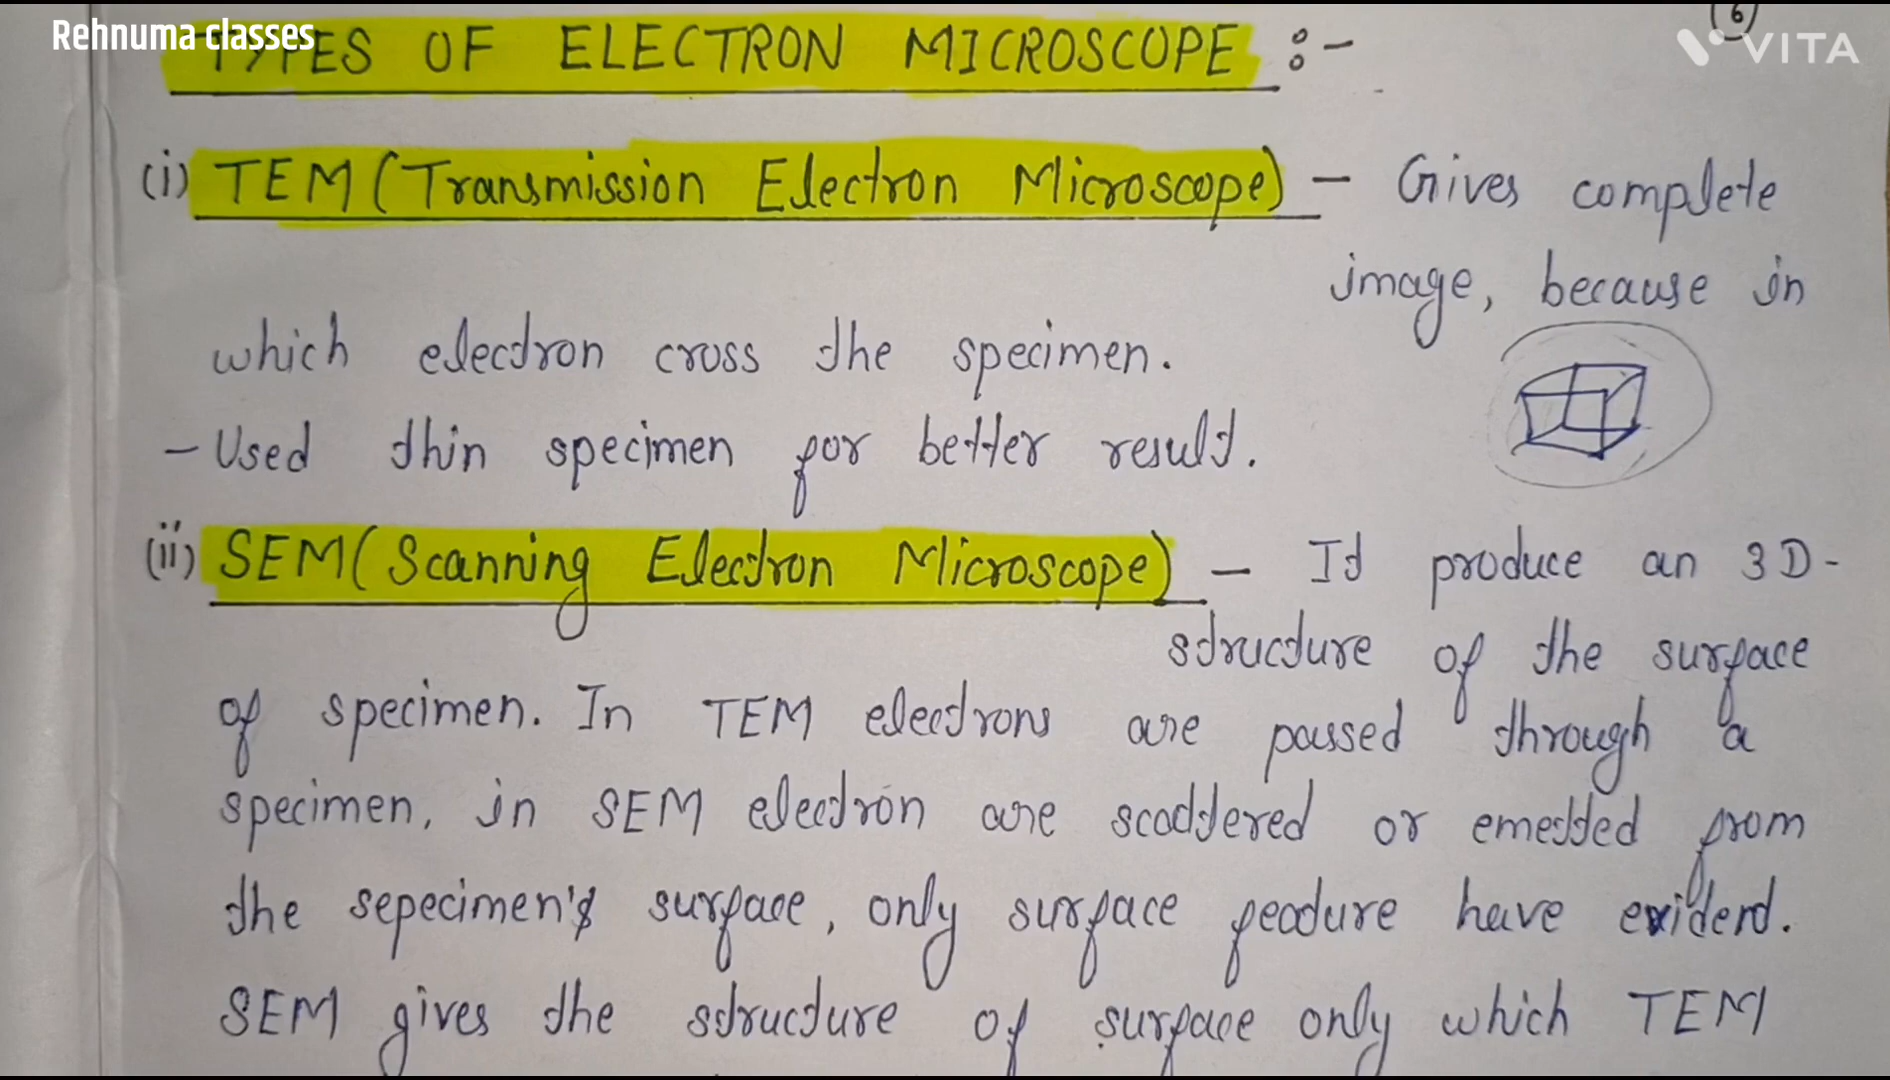 Rehnuma classes
(6)
VITA
TYPES OF ELECTRON MICROSCOPE :-
(i) TEM (Transmission Electron Microscope) - Gives complete
image, because in
which electron cross the specimen.
- Used thin specimen for better result.
(ii) SEM (Scanning Electron Microscope) - It produce an 3D-
structure of the surface
of specimen. In TEM electrons are passed through a
specimen, in SEM electron are scattered or emetted from
the sepecimen's surface, only surface feature have
SEM gives the structure of surface only which TEM